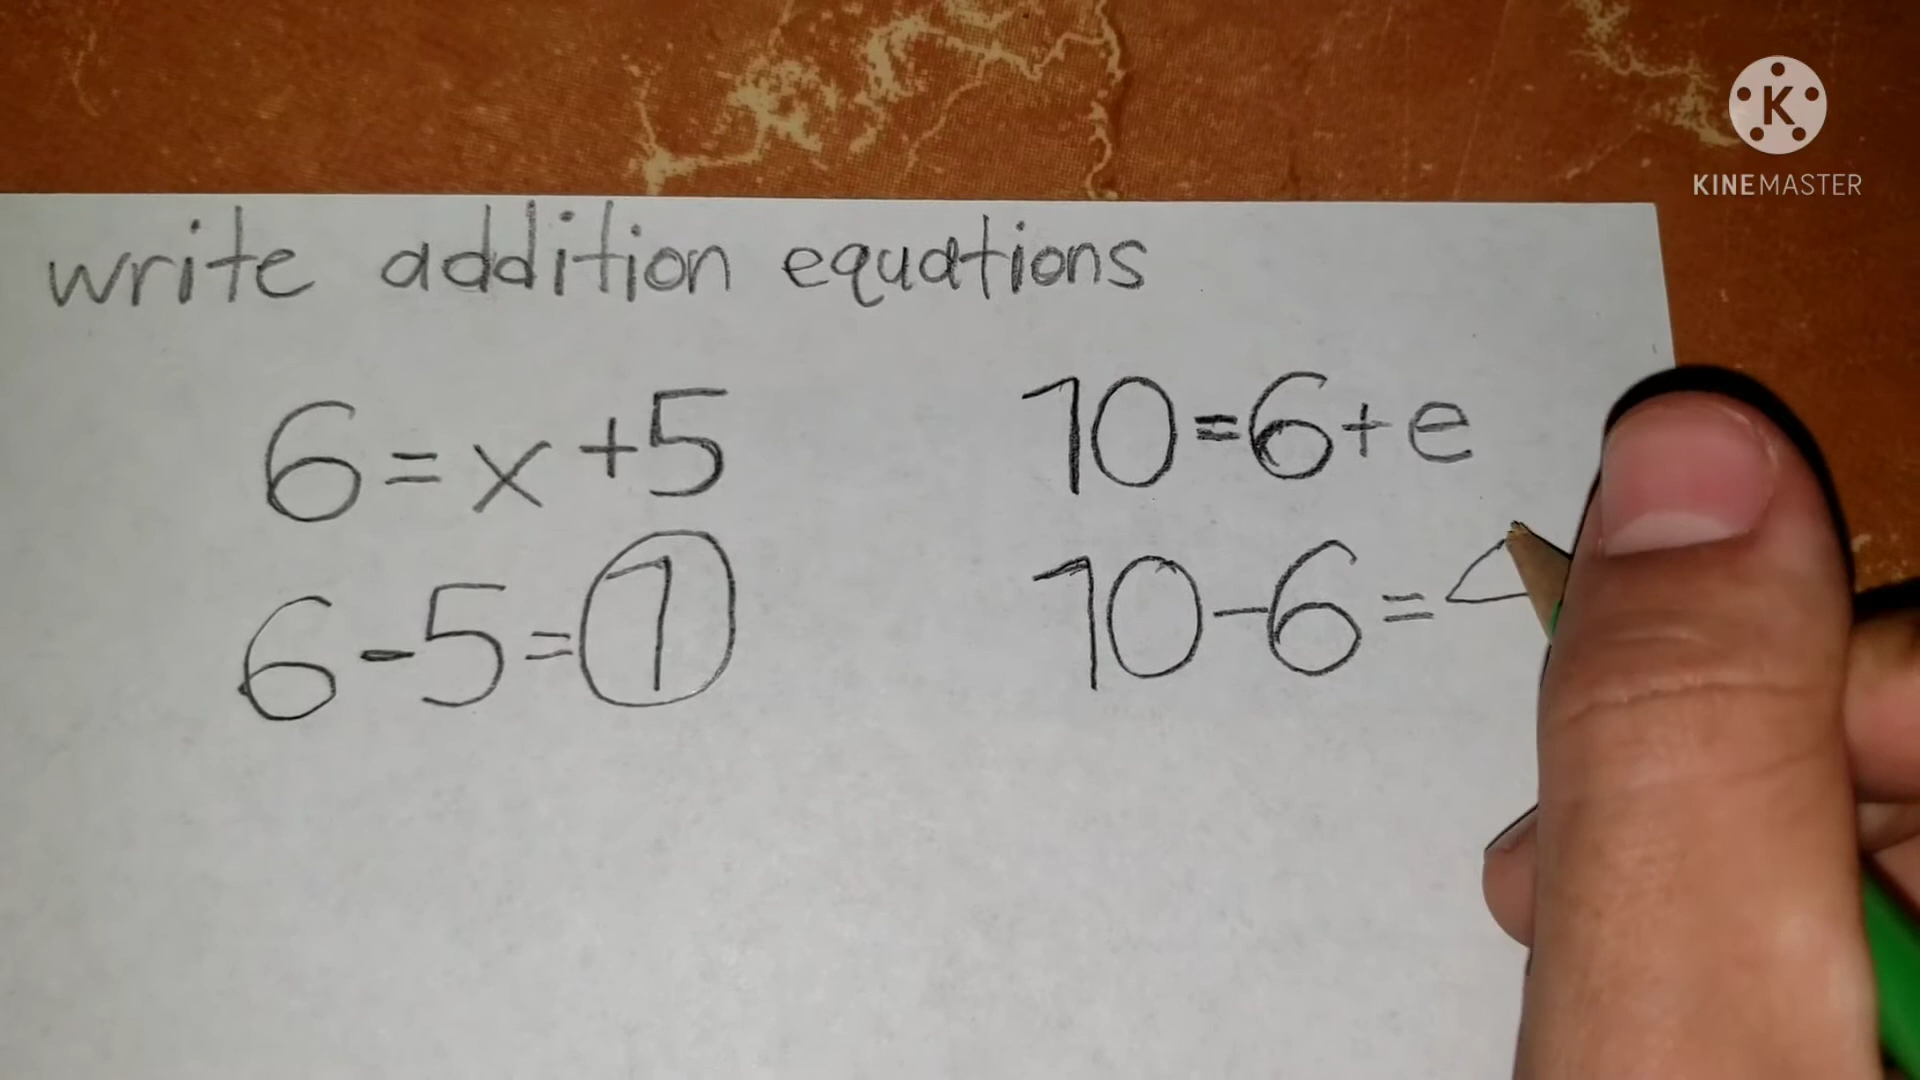 K
KINEMASTER
write addition equations
6=x+5
10=6+e
6-5=1
10-6=